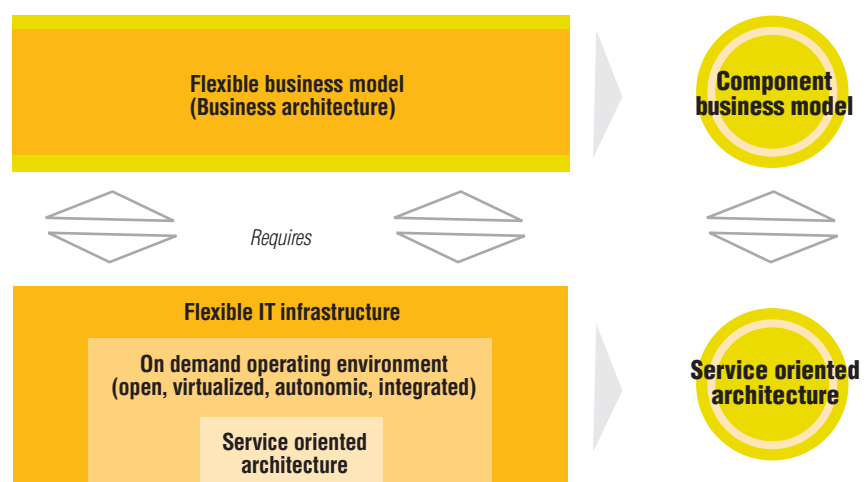 Flexible business model
(Business architecture)
Component
business model
Requires
Flexible IT infrastructure
On demand operating environment
(open, virtualized, autonomic, integrated)
Service oriented
architecture
Service oriented
architecture